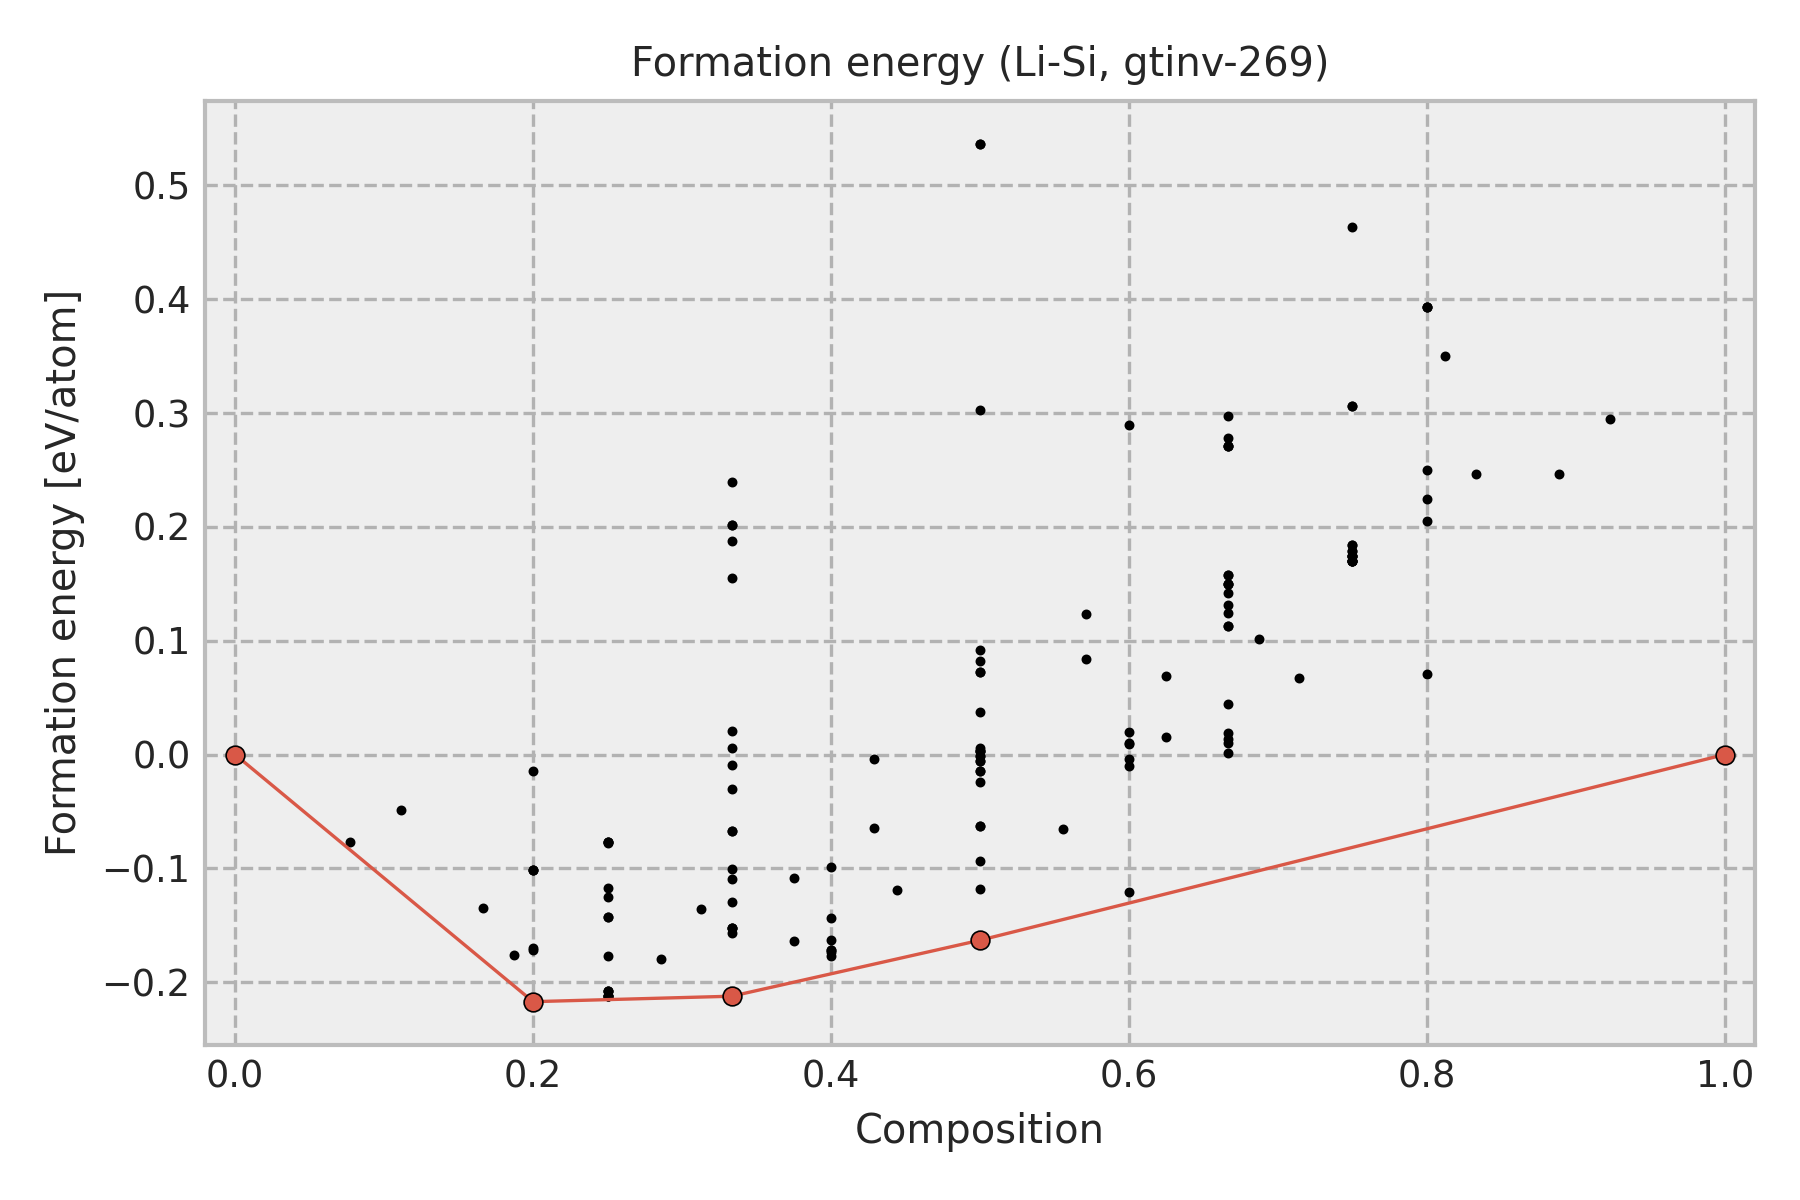 Formation energy (Li-Si, gtinv-269)
Formation energy [eV/atom]
0.5
0.4
0.3
0.2
0.1
0.0
−0.1
−0.2
0.0 0.2 0.4 0.6 0.8 1.0
Composition